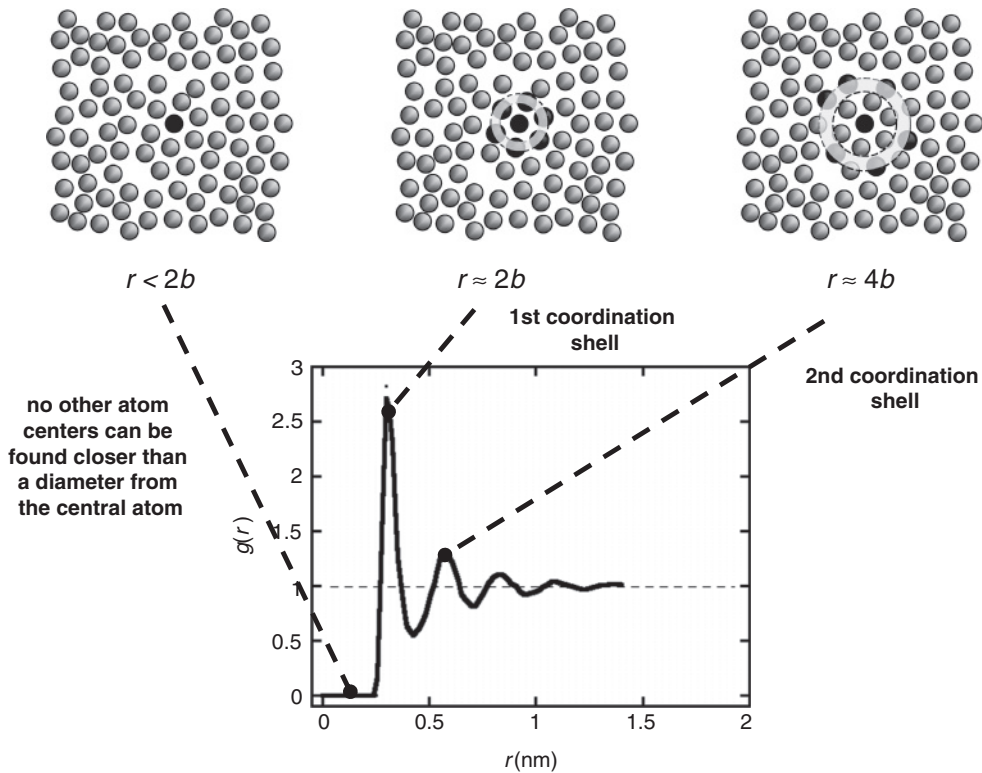 r < 2b
r ≈ 2b
r ≈ 4b
1st coordination
shell
2nd coordination
shell
no other atom
centers can be
found closer than
a diameter from
the central atom
3
2.5
2
1.5
1
0.5
0
g(r)
0
0.5
1
1.5
2
r(nm)